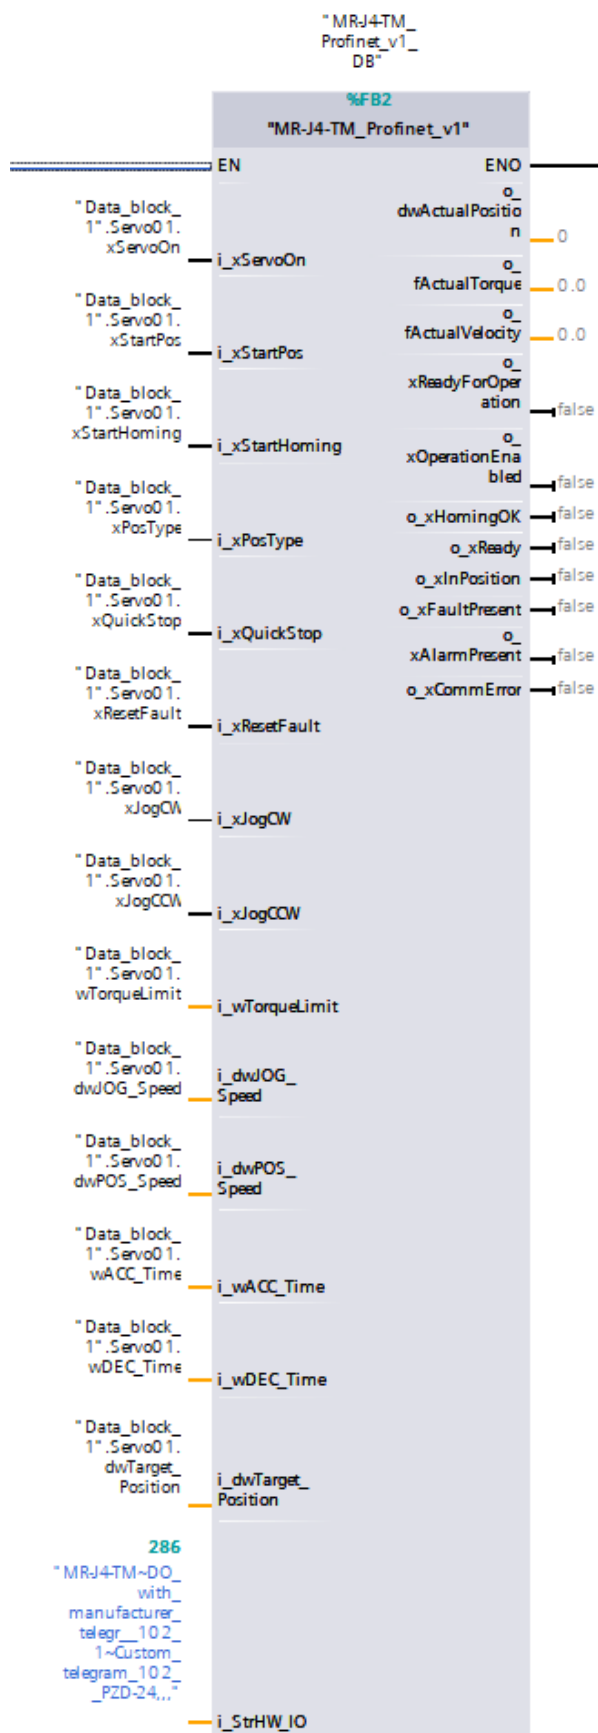 "MR-J4-TM_
Profinet_v1_
DB"
%FB2
"MR-J4-TM_Profinet_v1"
EN
ENO
"Data_block_
1".Servo01.
xServoOn
i_xServoOn
o_
dwActualPositio
n
0
o_
fActualTorque
0.0
"Data_block_
1".Servo01.
xStartPos
i_xStartPos
o_
fActualVelocity
0.0
o_
xReadyForOper
ation
false
"Data_block_
1".Servo01.
xStartHoming
i_xStartHoming
o_
xOperationEna
bled
false
"Data_block_
1".Servo01.
xPosType
i_xPosType
o_xHomingOK
false
o_xReady
false
o_xInPosition
false
"Data_block_
1".Servo01.
xQuickStop
i_xQuickStop
o_xFaultPresent
false
o_
xAlarmPresent
false
"Data_block_
1".Servo01.
xResetFault
i_xResetFault
o_xCommError
false
"Data_block_
1".Servo01.
xJogCW
i_xJogCW
"Data_block_
1".Servo01.
xJogCCW
i_xJogCCW
"Data_block_
1".Servo01.
wTorqueLimit
i_wTorqueLimit
"Data_block_
1".Servo01.
dwJOG_Speed
i_dwJOG_
Speed
"Data_block_
1".Servo01.
dwPOS_Speed
i_dwPOS_
Speed
"Data_block_
1".Servo01.
wACC_Time
i_wACC_Time
"Data_block_
1".Servo01.
wDEC_Time
i_wDEC_Time
"Data_block_
1".Servo01.
dwTarget_
Position
i_dwTarget_
Position
286
"MR-J4-TM~DO_
with_
manufacturer_
telegr__102_
1~Custom_
telegram_102_
_PZD-24,,,"
i_StrHW_IO